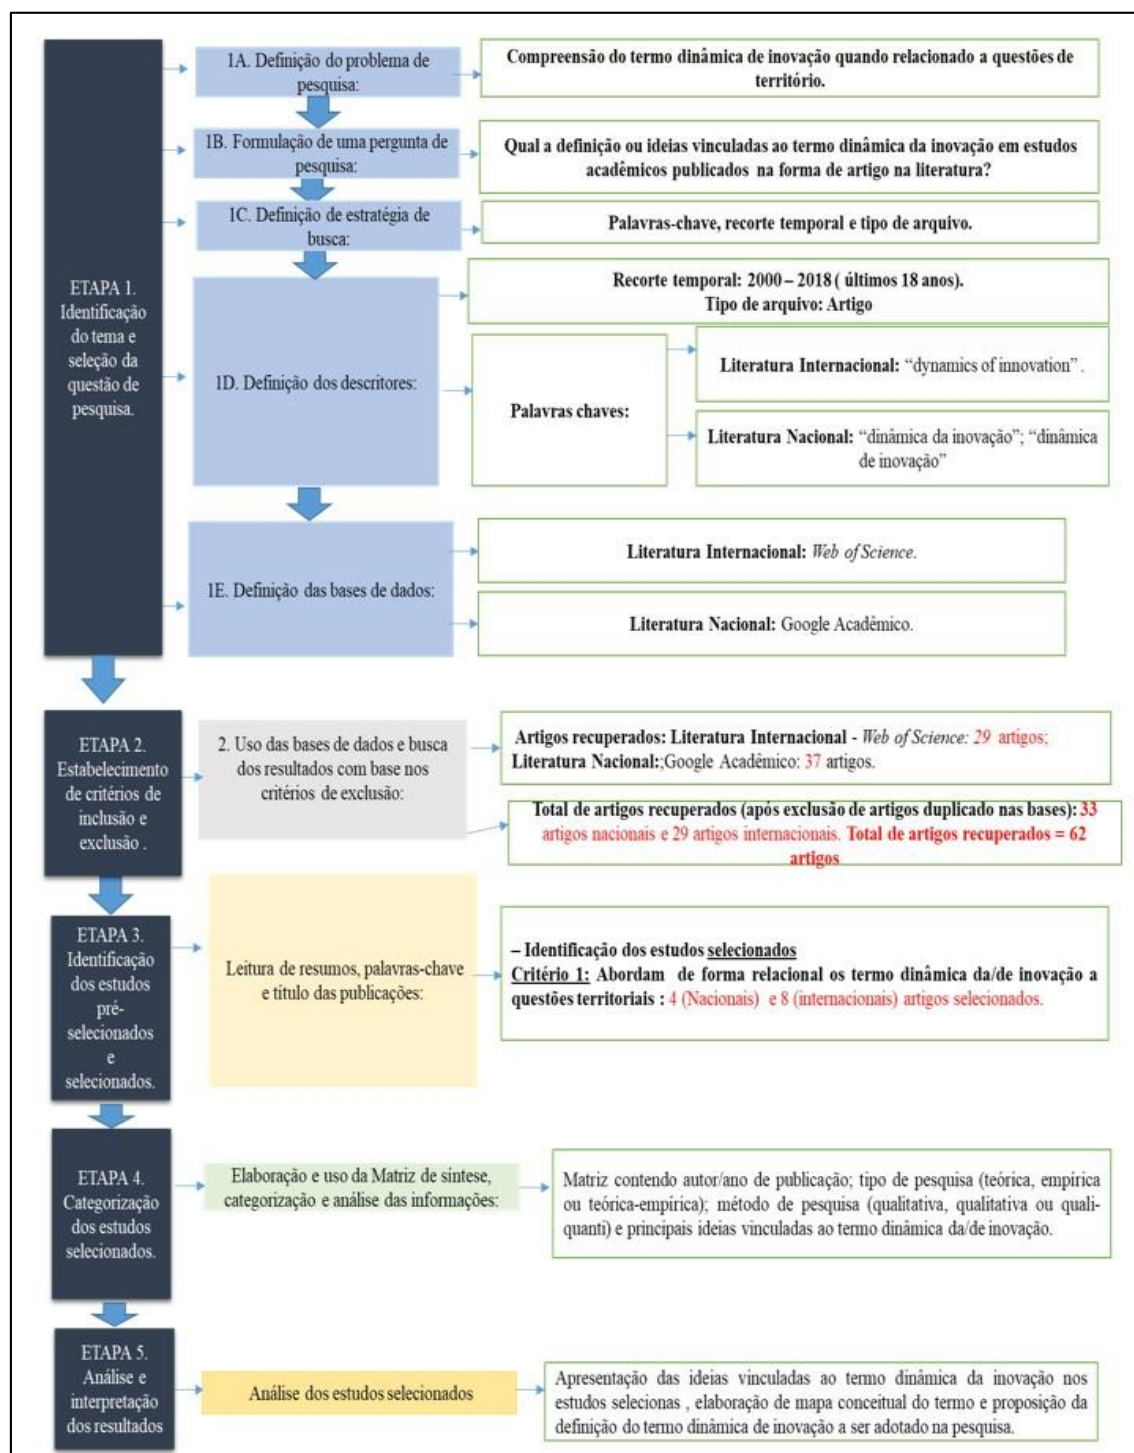 ETAPA 1.
Identificação
do tema e
seleção da
questão de
pesquisa.
1A. Definição do problema de
pesquisa:
Compreensão do termo dinâmica de inovação quando relacionado a questões de
território.
1B. Formulação de uma pergunta de
pesquisa:
Qual a definição ou ideias vinculadas ao termo dinâmica da inovação em estudos
acadêmicos publicados na forma de artigo na literatura?
1C. Definição de estratégia de
busca:
Palavras-chave, recorte temporal e tipo de arquivo.
1D. Definição dos descritores:
Recorte temporal: 2000 – 2018 ( últimos 18 anos).
Tipo de arquivo: Artigo
Palavras chaves:
Literatura Internacional: “dynamics of innovation” .
Literatura Nacional: “dinâmica da inovação”; “dinâmica
de inovação”
1E. Definição das bases de dados:
Literatura Internacional: Web of Science.
Literatura Nacional: Google Acadêmico.
ETAPA 2.
Estabelecimento
de critérios de
inclusão e
exclusão .
2. Uso das bases de dados e busca
dos resultados com base nos
critérios de exclusão:
Artigos recuperados: Literatura Internacional - Web of Science: 29 artigos;
Literatura Nacional:;Google Acadêmico: 37 artigos.
Total de artigos recuperados (após exclusão de artigos duplicado nas bases): 33
artigos nacionais e 29 artigos internacionais. Total de artigos recuperados = 62
artigos
ETAPA 3.
Identificação
dos estudos
pré-
selecionados
e
selecionados.
Leitura de resumos, palavras-chave
e título das publicações:
– Identificação dos estudos selecionados
Critério 1: Abordam de forma relacional os termo dinâmica da/de inovação a
questões territoriais : 4 (Nacionais) e 8 (internacionais) artigos selecionados.
ETAPA 4.
Categorização
dos estudos
selecionados.
Elaboração e uso da Matriz de síntese,
categorização e análise das informações:
Matriz contendo autor/ano de publicação; tipo de pesquisa (teórica, empírica
ou teórica-empírica); método de pesquisa (qualitativa, qualitativa ou quali-
quanti) e principais ideias vinculadas ao termo dinâmica da/de inovação.
ETAPA 5.
Análise e
interpretação
dos resultados
Análise dos estudos selecionados
Apresentação das ideias vinculadas ao termo dinâmica da inovação nos
estudos selecionas , elaboração de mapa conceitual do termo e proposição da
definição do termo dinâmica de inovação a ser adotado na pesquisa.